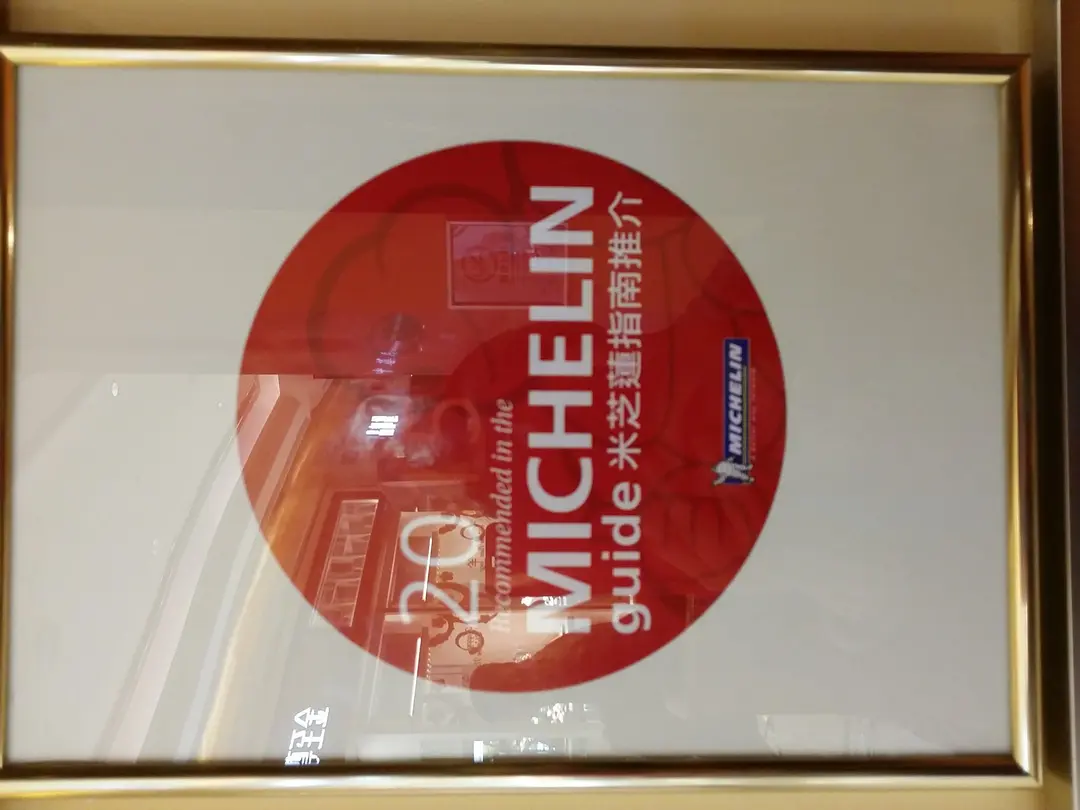 20
Recommended in the
MICHELIN
guide 米芝蓮指南推介
MICHELIN